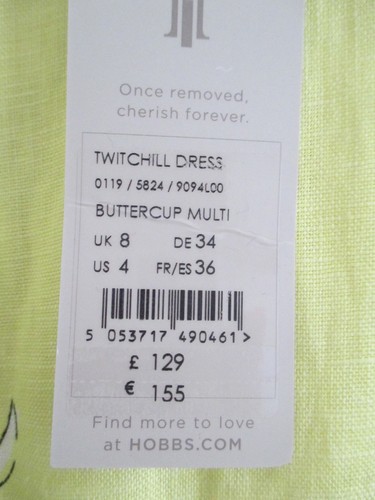 Once removed,
cherish forever.
TWITCHILL DRESS
0119 / 5824 / 9094L00
BUTTERCUP MULTI
UK 8 DE 34
US 4 FR/ES 36
5 053717 490461 >
£ 129
€ 155
Find more to love
at HOBBS.COM